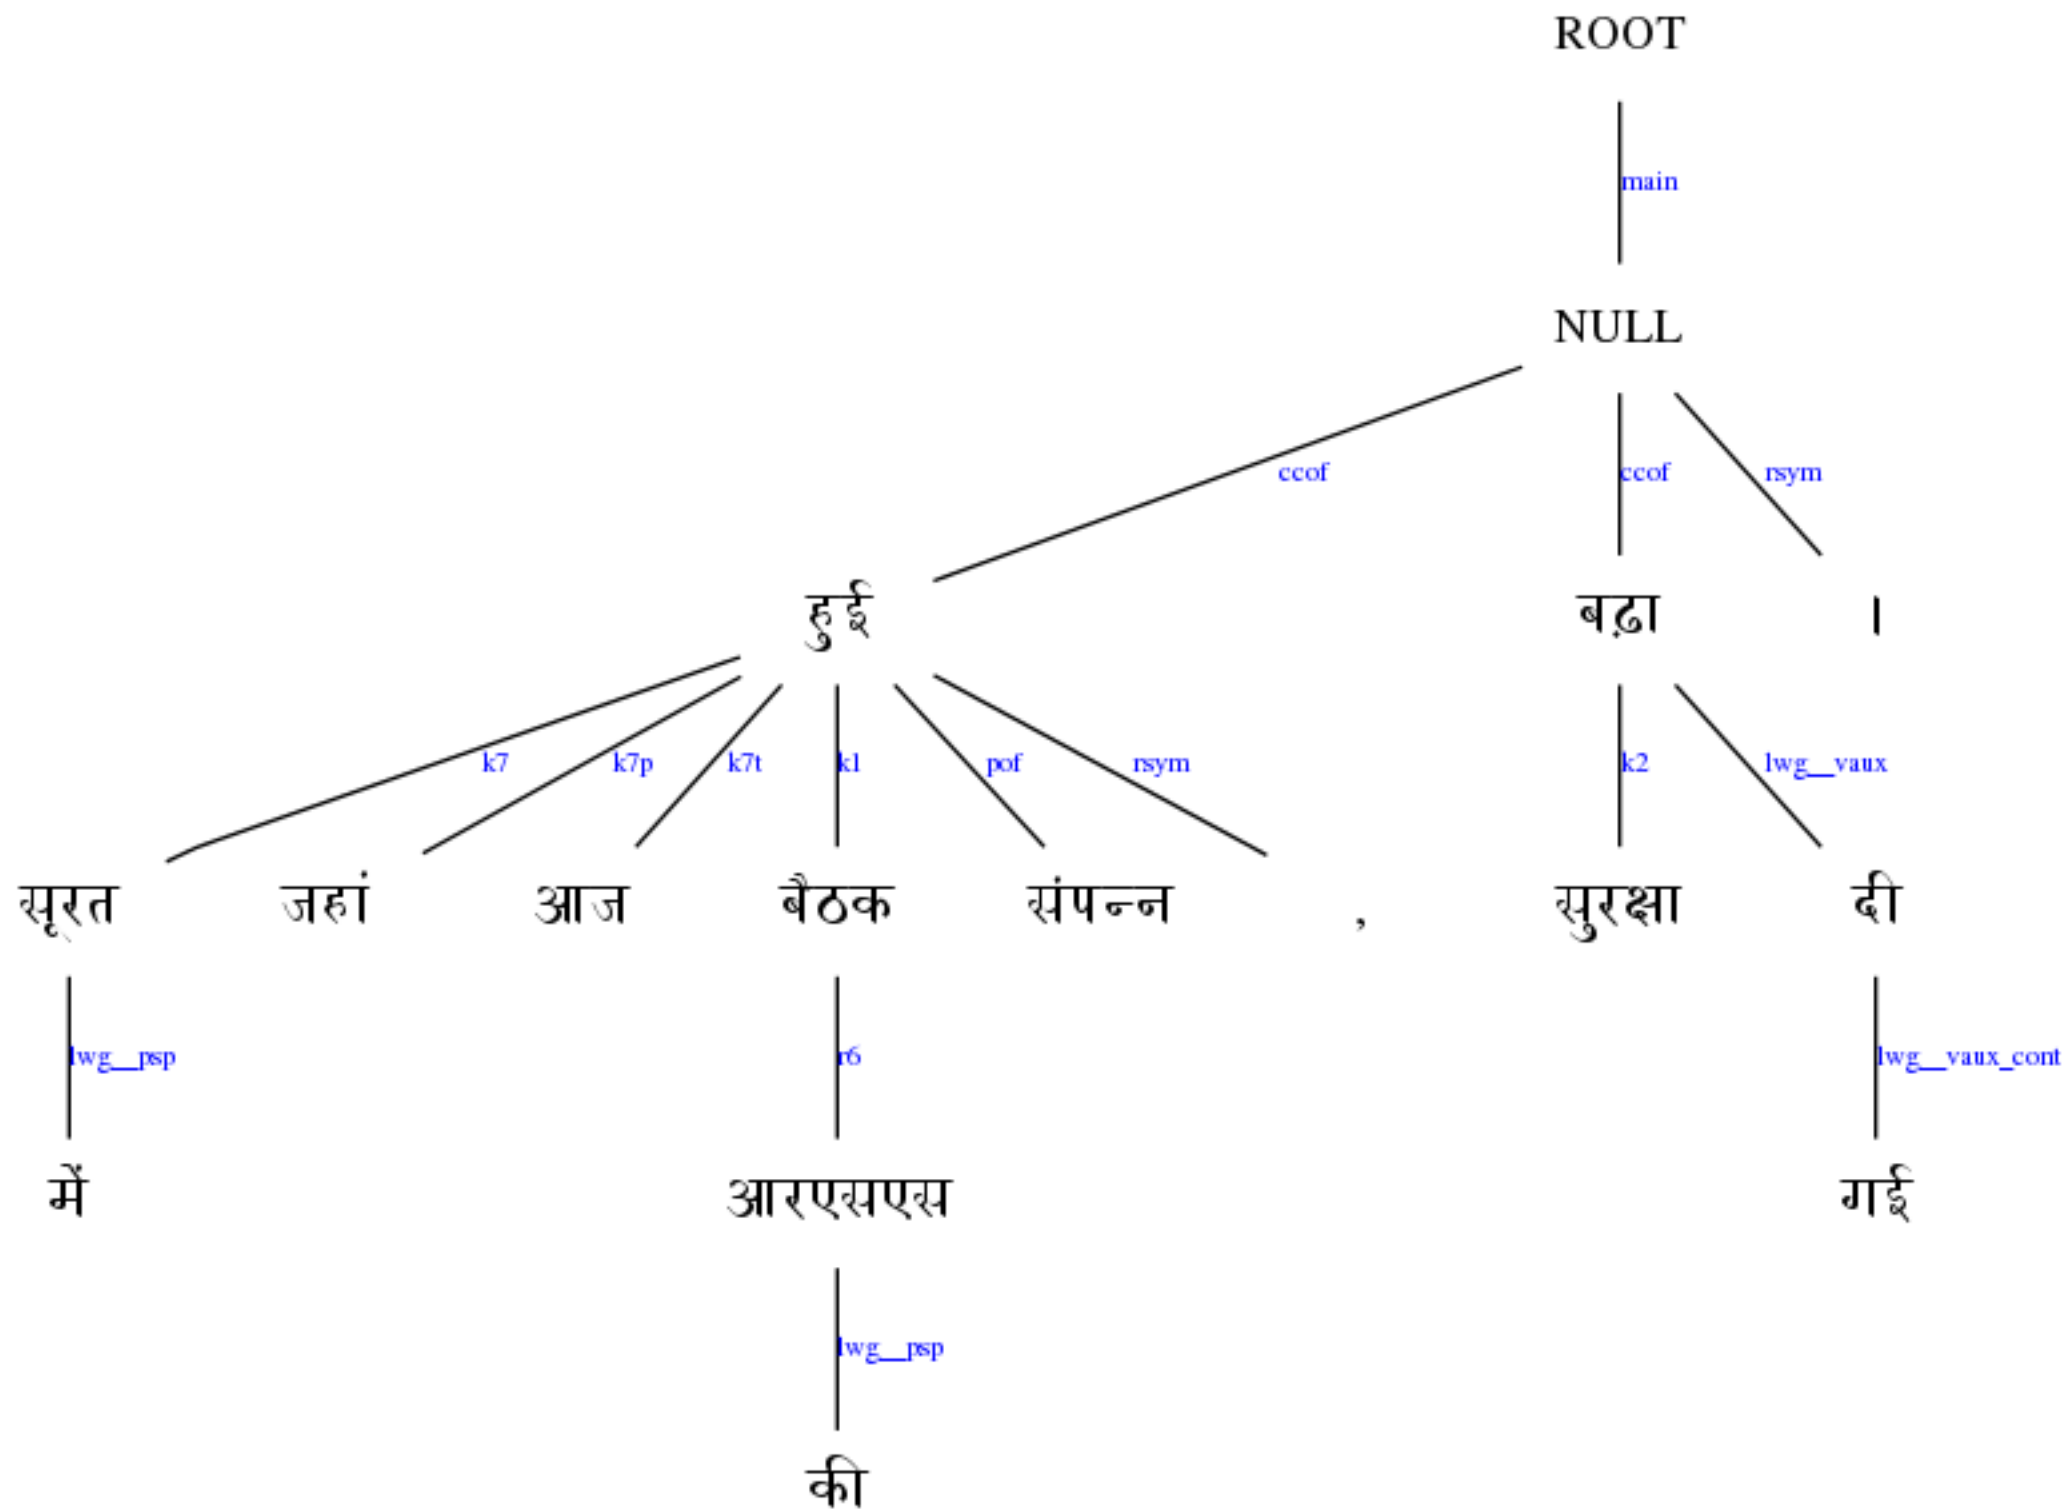 ROOT
main
NULL
ccof ccof rsym
हुई बढ़ा ।
k7 k7p k7t k1 pof rsym k2 lwg__vaux
सूरत जहां आज बैठक संपन्न , सुरक्षा दी
lwg__psp r6 lwg__vaux_cont
में आरएसएस गई
lwg__psp
की